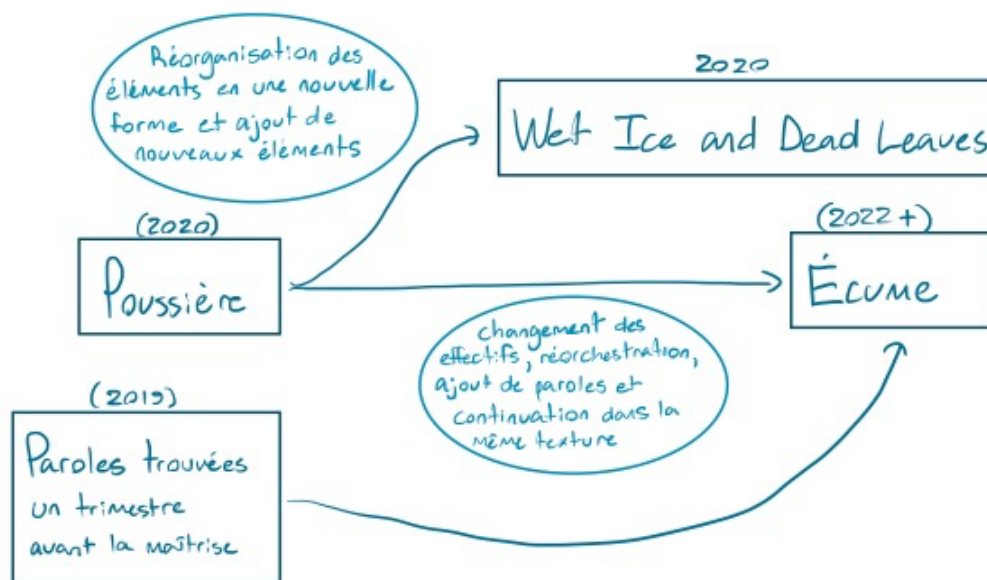 Réorganisation des
éléments en une nouvelle
forme et ajout de
nouveaux éléments
2020
Wet Ice and Dead Leaves
(2020)
Poussière
(2022+)
Écume
changement des
effectifs, réorchestration,
ajout de paroles et
continuation dans la
même texture
(2019)
Paroles trouvées
un trimestre
avant la maîtrise